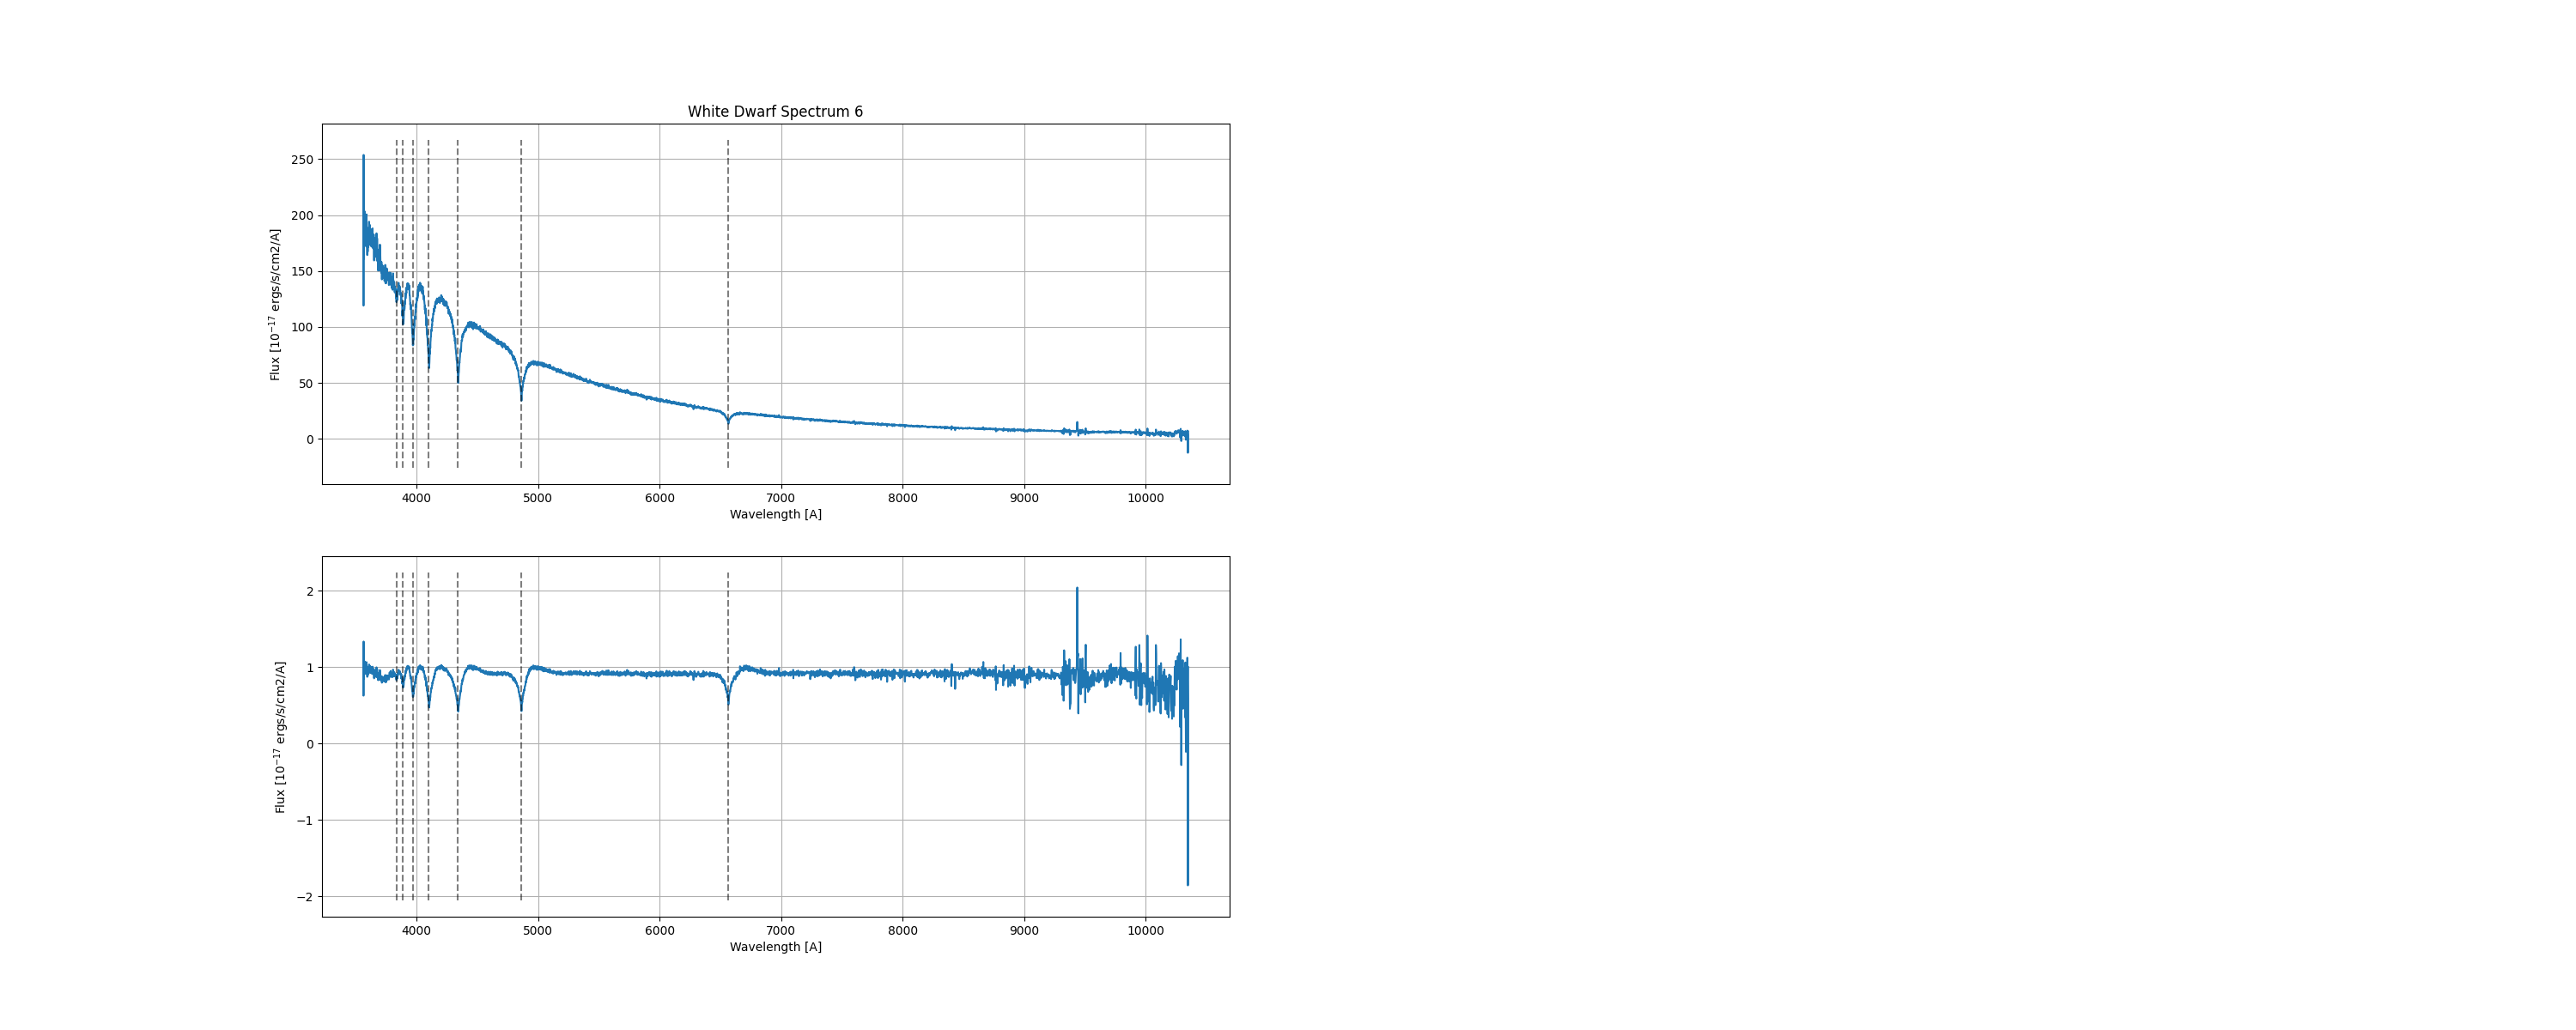 White Dwarf Spectrum 6
Flux [10⁻¹⁷ ergs/s/cm2/A]
250
200
150
100
50
0
4000 5000 6000 7000 8000 9000 10000
Wavelength [A]
Flux [10⁻¹⁷ ergs/s/cm2/A]
2
1
0
−1
−2
4000 5000 6000 7000 8000 9000 10000
Wavelength [A]